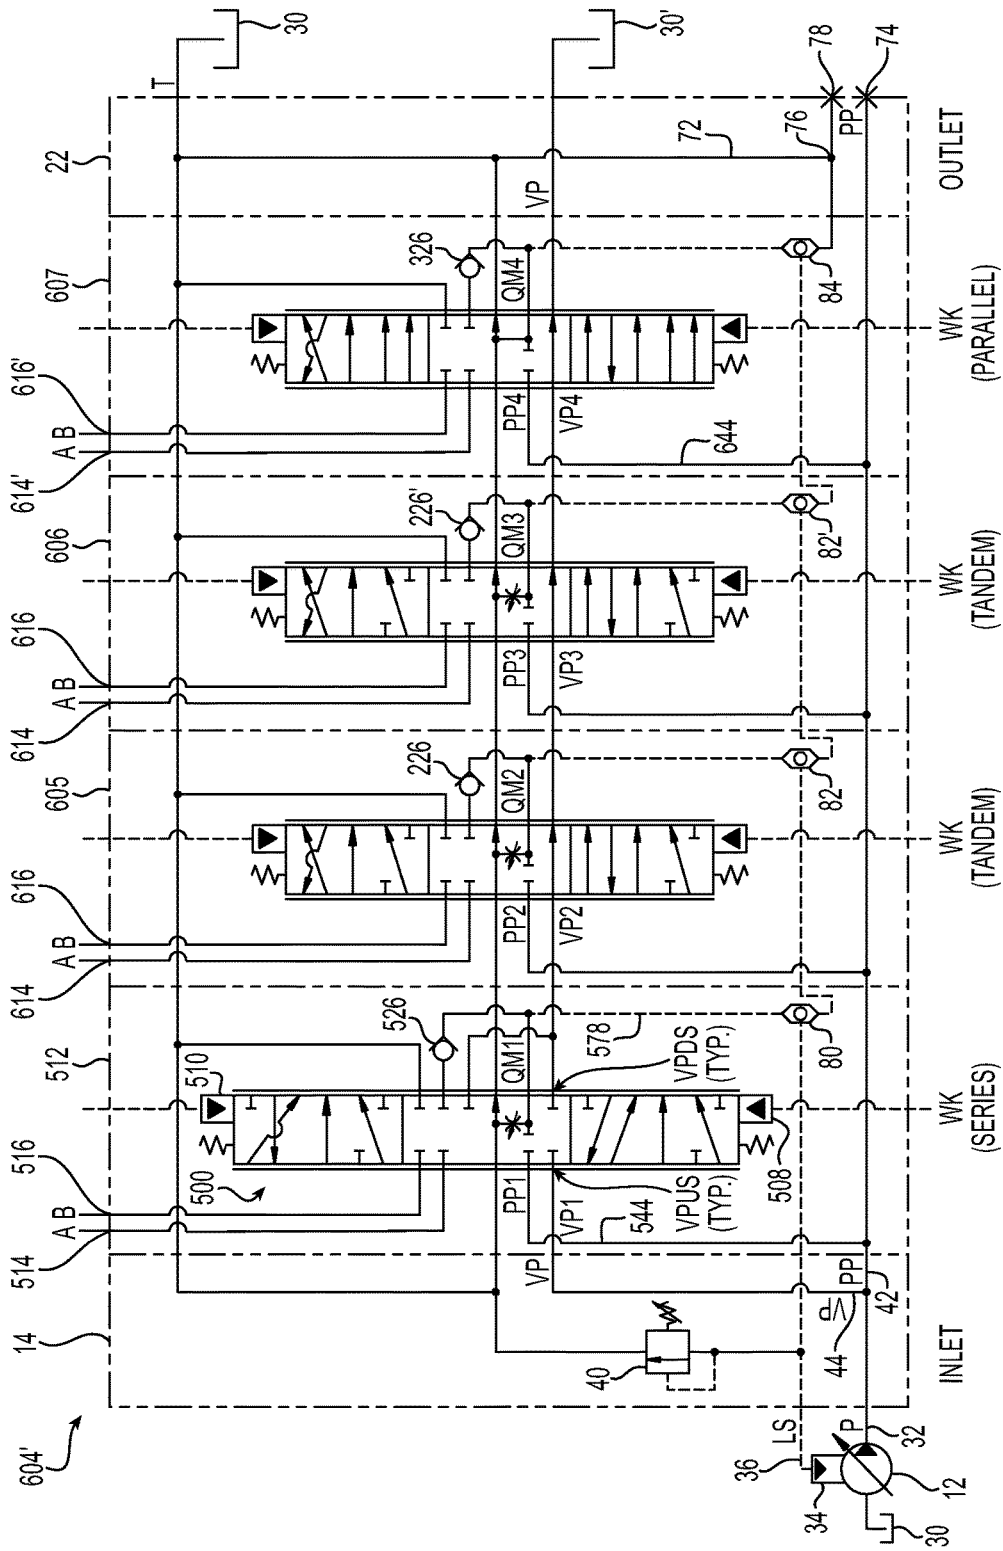 604'
14
514
516
512
614
616
605
614
616
606
614'
616'
607
22
A B
A B
A B
A B
T
500
510
30
526
226
226'
326
PP1
QM1
PP2
QM2
PP3
QM3
PP4
QM4
VP
VP1
VP2
VP3
VP4
VP
40
544
578
644
72
30'
VPUS
(TYP.)
VPDS
(TYP.)
508
36
LS
34
VP
44
80
82
82'
84
76
78
P
PP
PP
32
42
74
30
12
INLET
WK
(SERIES)
WK
(TANDEM)
WK
(TANDEM)
WK
(PARALLEL)
OUTLET